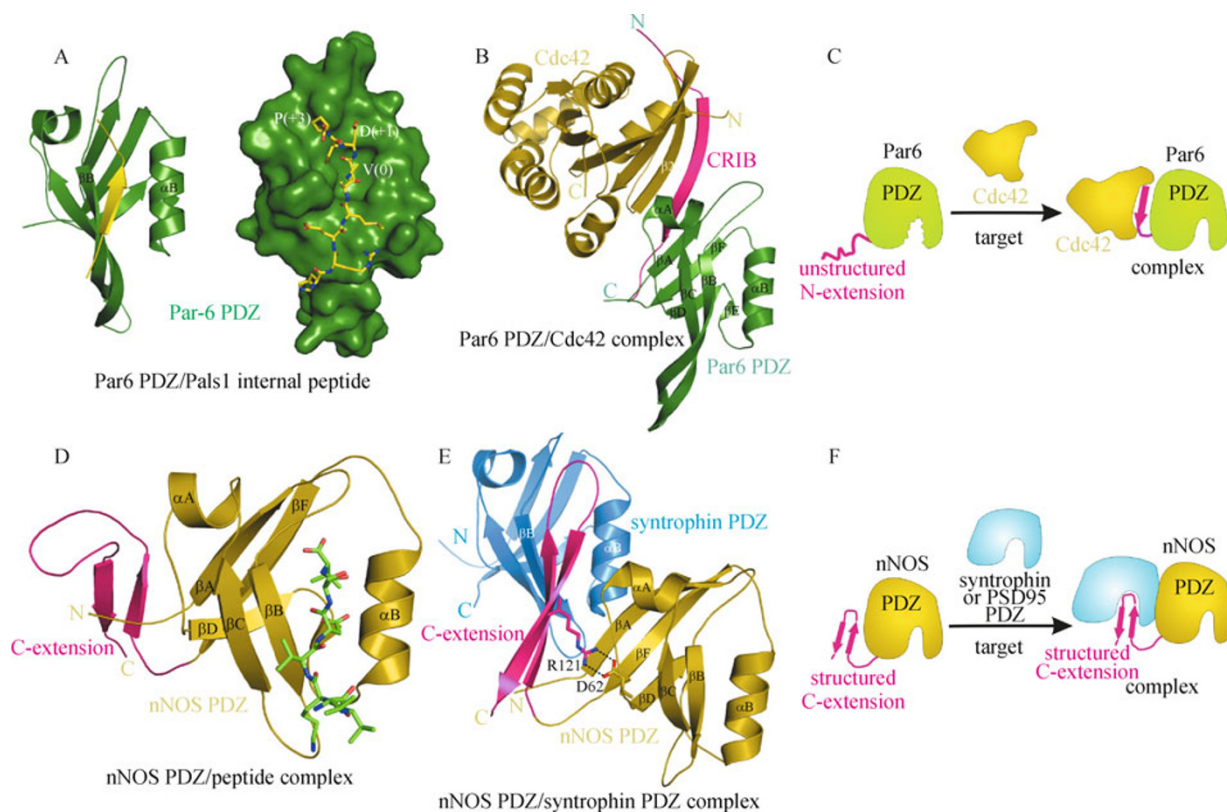 A
βB
αB
Par-6 PDZ
P(+3)
D(+1)
V(0)
Par6 PDZ/Pals1 internal peptide
B
N
Cdc42
N
CRIB
β2
C
αA
βA
βF
C
βC
βB
αB
βD
βE
Par6 PDZ/Cdc42 complex
Par6 PDZ
C
Par6
PDZ
Cdc42
target
unstructured
N-extension
Par6
PDZ
Cdc42
complex
D
αA
βF
βA
N
βB
αB
βD
βC
C-extension
C
nNOS PDZ
nNOS PDZ/peptide complex
E
N
βB
syntrophin PDZ
αB
C
αA
C-extension
βA
R121
βF
D62
βB
βC
βD
αB
C
N
nNOS PDZ
nNOS PDZ/syntrophin PDZ complex
F
nNOS
PDZ
syntrophin
or PSD95
PDZ
target
structured
C-extension
nNOS
PDZ
structured
C-extension
complex